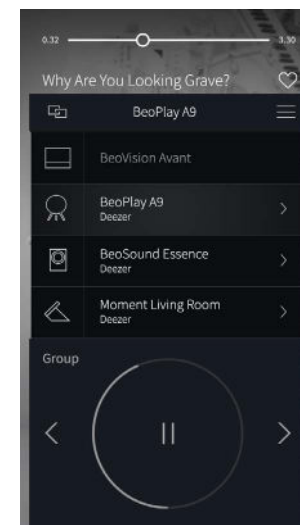 0.32
3.30
Why Are You Looking Grave?
BeoPlay A9
BeoVision Avant
BeoPlay A9
Deezer
BeoSound Essence
Deezer
Moment Living Room
Deezer
Group